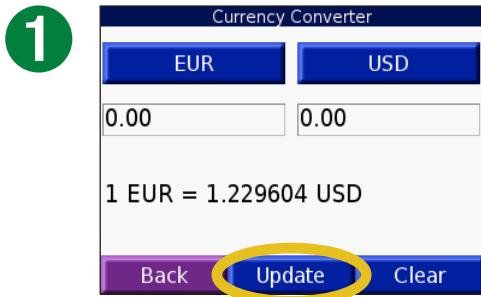 1
Currency Converter
EUR USD
0.00 0.00
1 EUR = 1.229604 USD
Back Update Clear